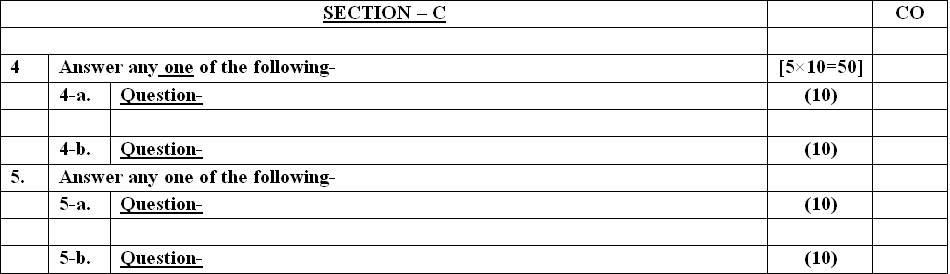 SECTION – C CO
4 Answer any one of the following- [5×10=50]
4-a. Question- (10)
4-b. Question- (10)
5. Answer any one of the following-
5-a. Question- (10)
5-b. Question- (10)